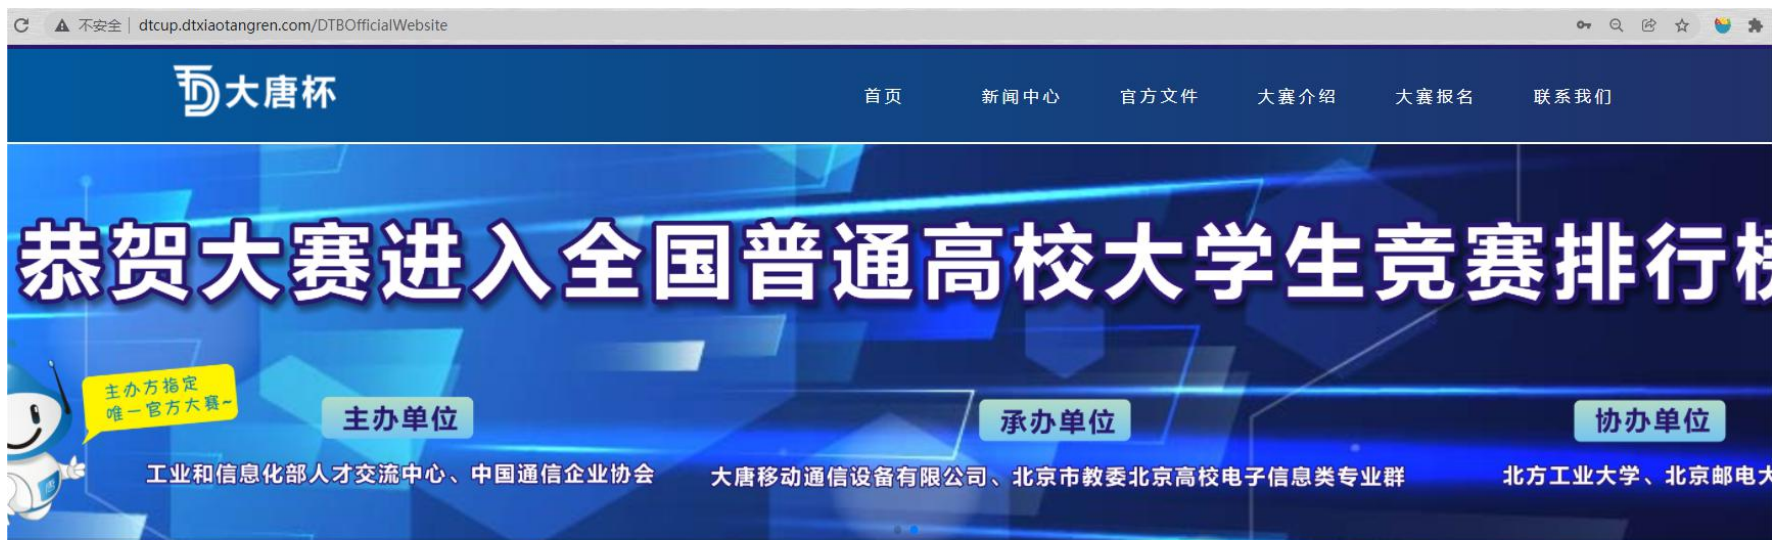 不安全 | dtcup.dtxiaotangren.com/DTBOfficialWebsite
大唐杯 首页 新闻中心 官方文件 大赛介绍 大赛报名 联系我们
恭贺大赛进入全国普通高校大学生竞赛排行榜
主办方指定
唯一官方大赛~
主办单位 承办单位 协办单位
工业和信息化部人才交流中心、中国通信企业协会 大唐移动通信设备有限公司、北京市教委北京高校电子信息类专业群 北方工业大学、北京邮电大